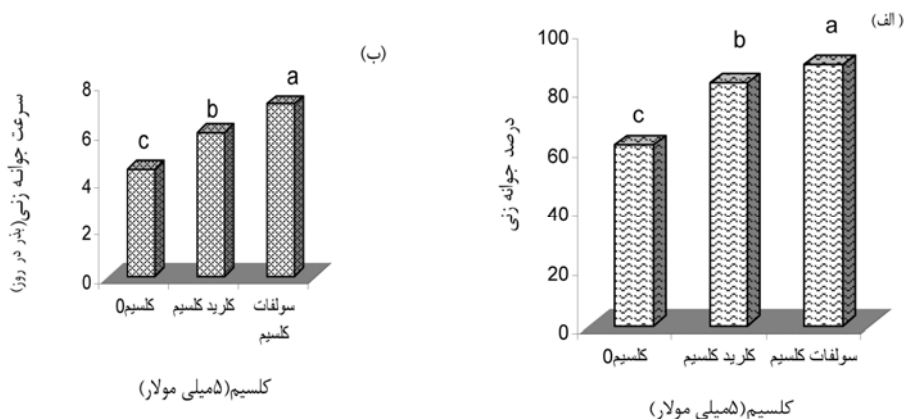 (الف)
a
b
c
100
80
60
40
20
0
درصد جوانه زنی
کلسیم0
کلرید کلسیم
سولفات کلسیم
کلسیم(۵میلی مولار)
(ب)
a
b
c
8
6
4
2
0
سرعت جوانه زنی(بذر در روز)
کلسیم0
کلرید کلسیم
سولفات
کلسیم
کلسیم(۵میلی مولار)